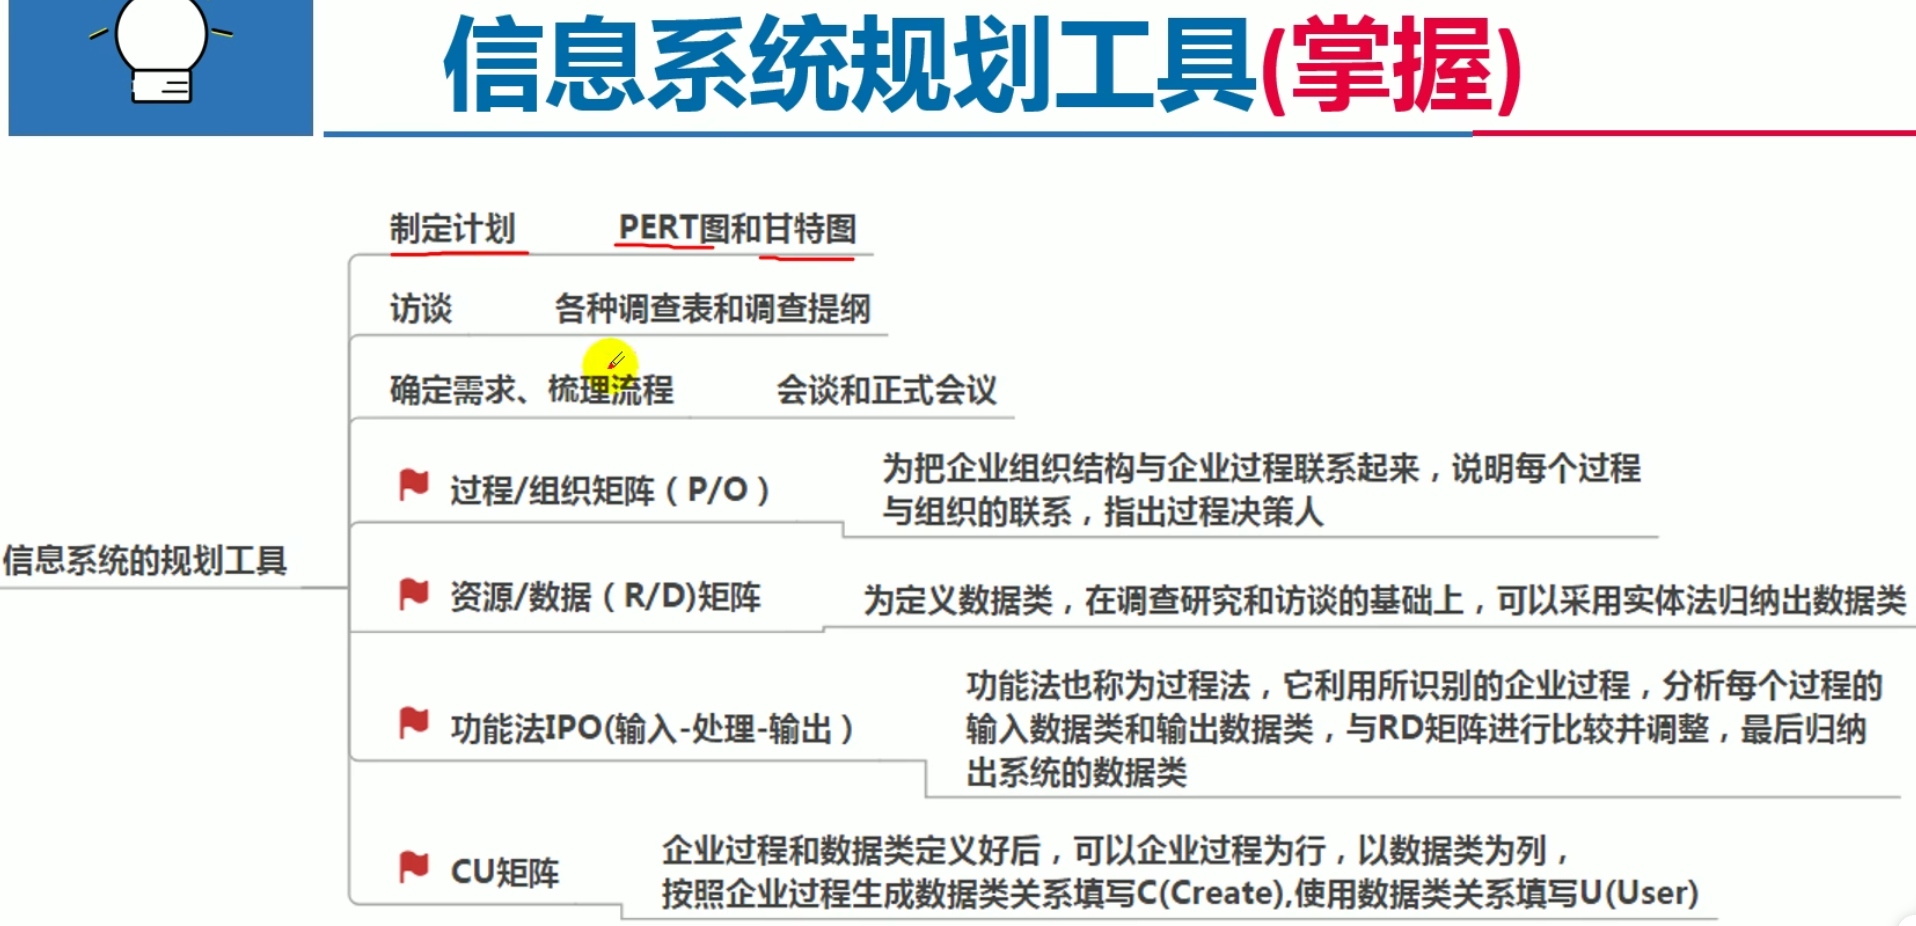 信息系统规划工具(掌握)
制定计划 PERT图和甘特图
访谈 各种调查表和调查提纲
确定需求、梳理流程 会谈和正式会议
过程/组织矩阵（P/O）
为把企业组织结构与企业过程联系起来，说明每个过程
与组织的联系，指出过程决策人
信息系统的规划工具
资源/数据（R/D)矩阵
为定义数据类，在调查研究和访谈的基础上，可以采用实体法归纳出数据类
功能法IPO(输入-处理-输出）
功能法也称为过程法，它利用所识别的企业过程，分析每个过程的
输入数据类和输出数据类，与RD矩阵进行比较并调整，最后归纳
出系统的数据类
CU矩阵
企业过程和数据类定义好后，可以企业过程为行，以数据类为列，
按照企业过程生成数据类关系填写C(Create),使用数据类关系填写U(User)